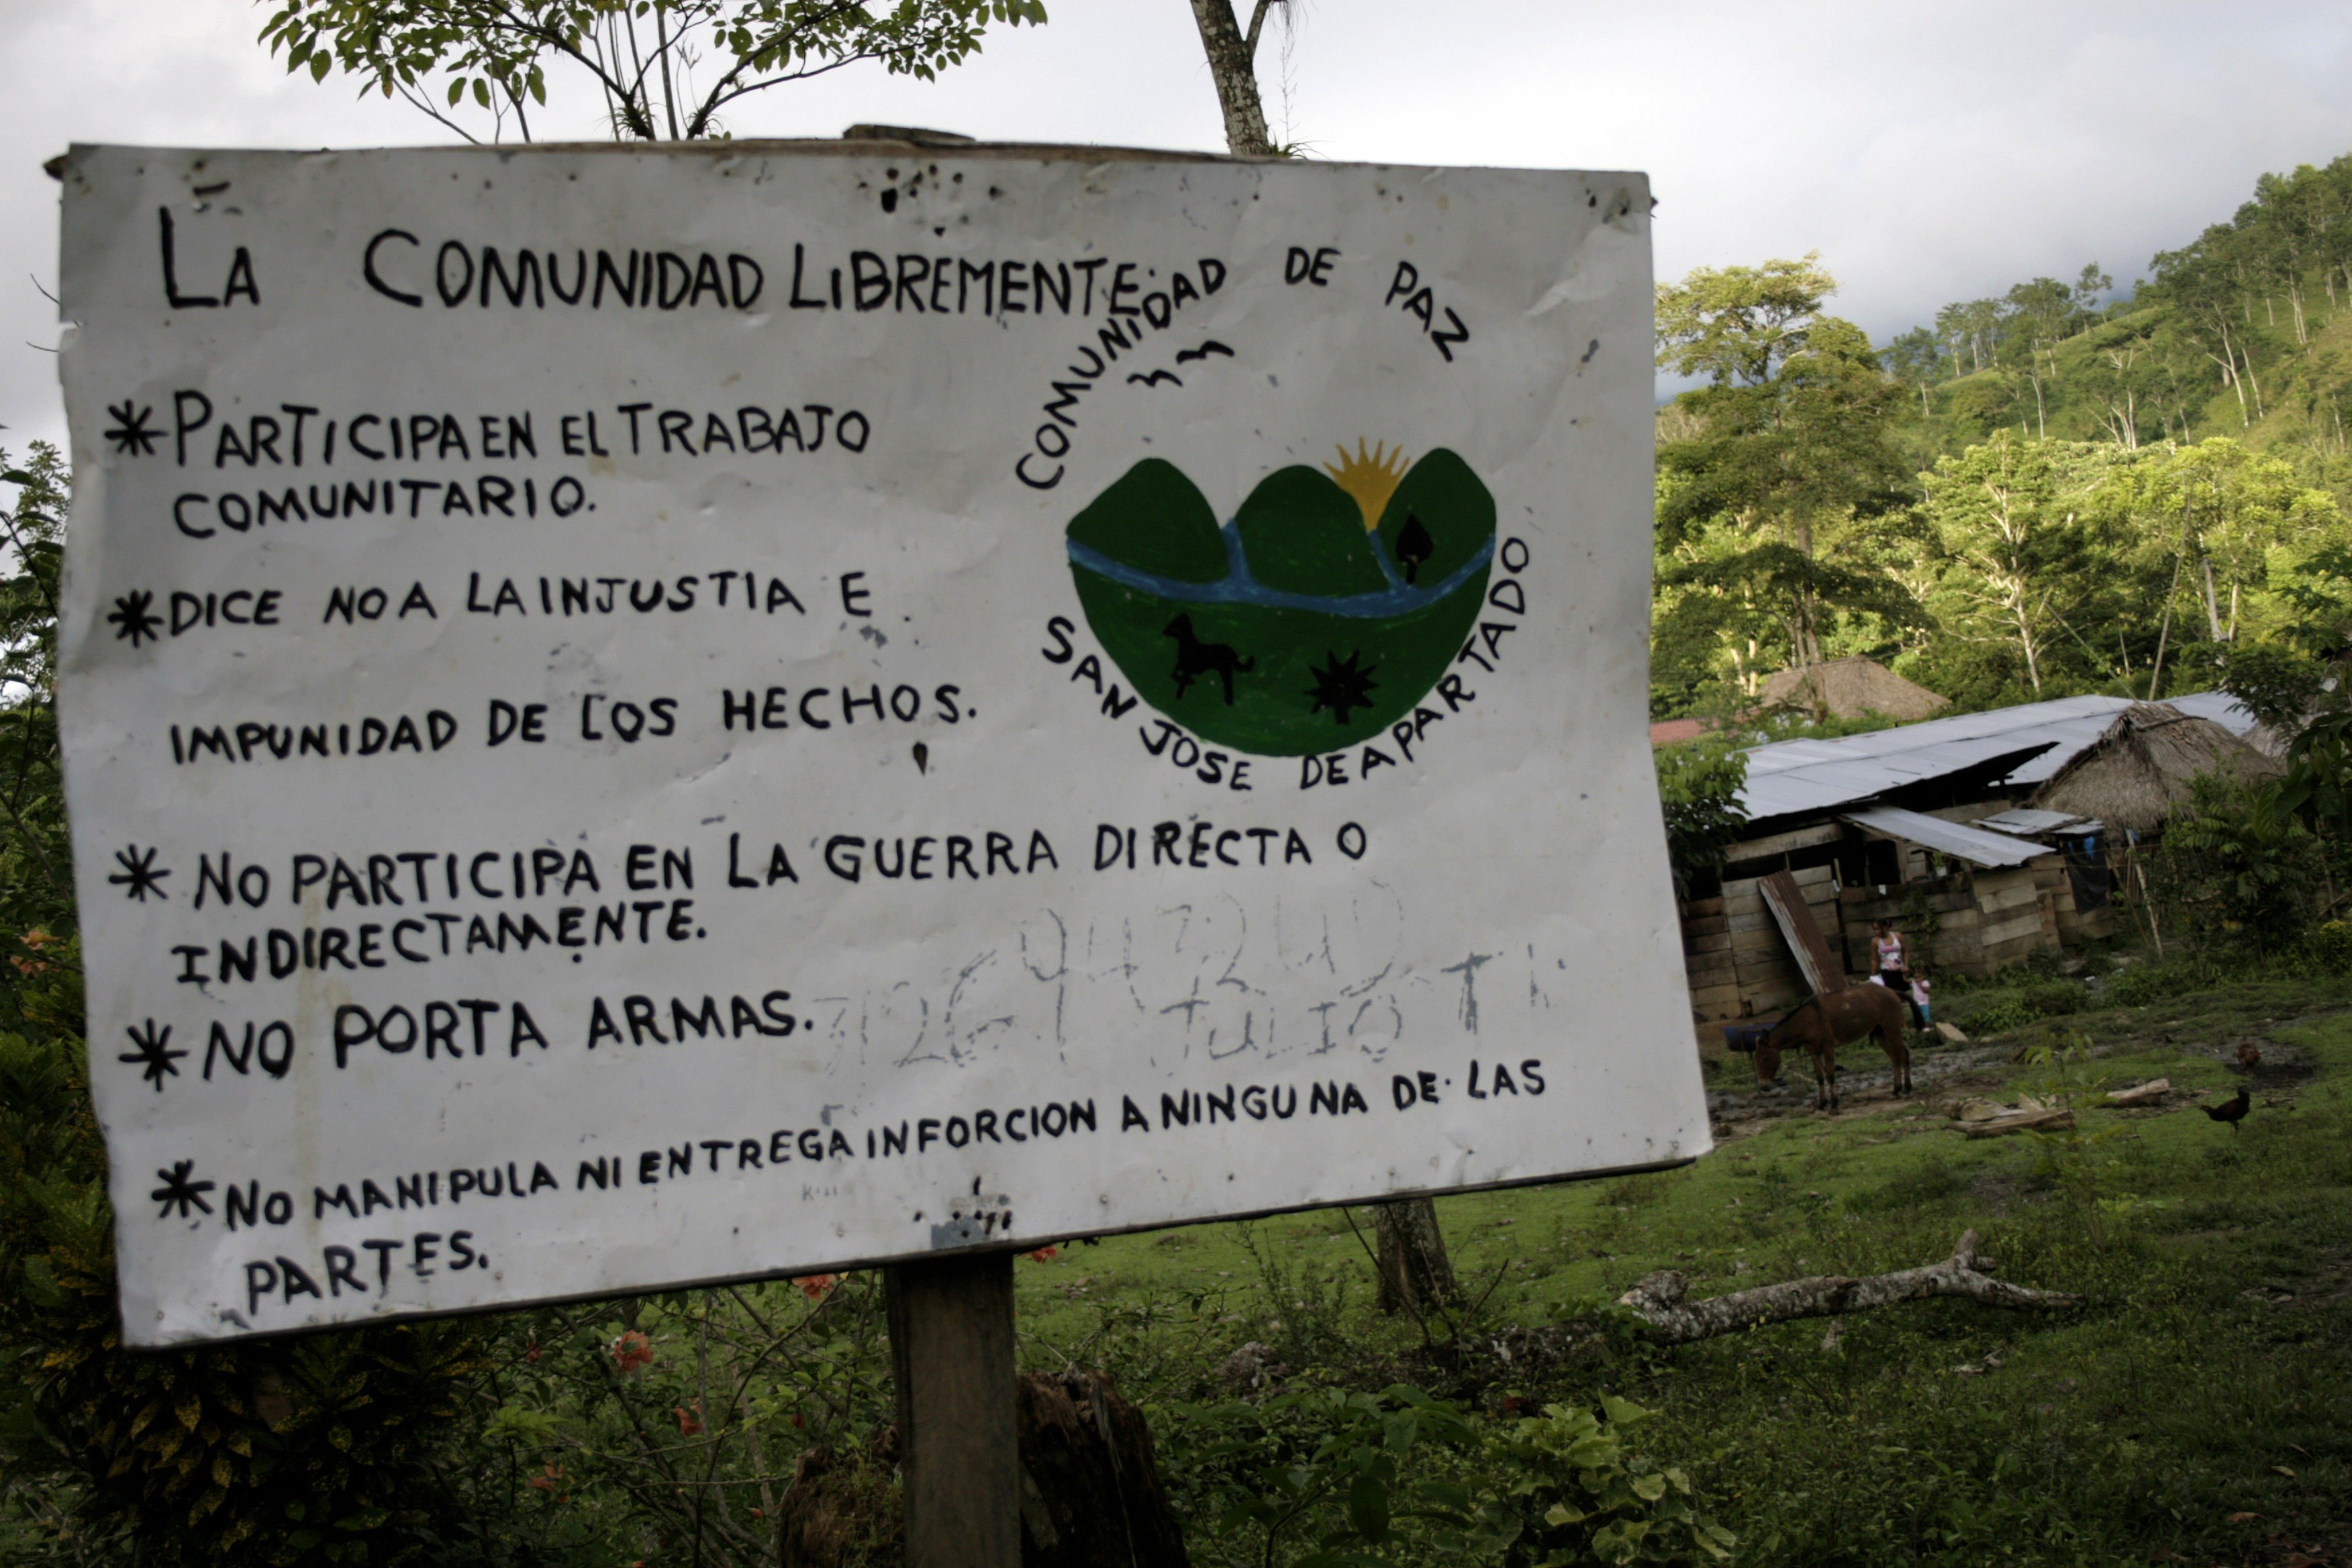 LA COMUNIDAD LIBREMENTE:
COMUNIDAD DE PAZ
SAN JOSE DE APARTADO
*PARTICIPA EN EL TRABAJO
COMUNITARIO.
*DICE NO A LA INJUSTIA E
IMPUNIDAD DE LOS HECHOS.
*NO PARTICIPA EN LA GUERRA DIRECTA O
INDIRECTAMENTE.
*NO PORTA ARMAS.
JULIO
*NO MANIPULA NI ENTREGA INFORCION A NINGUNA DE LAS
PARTES.